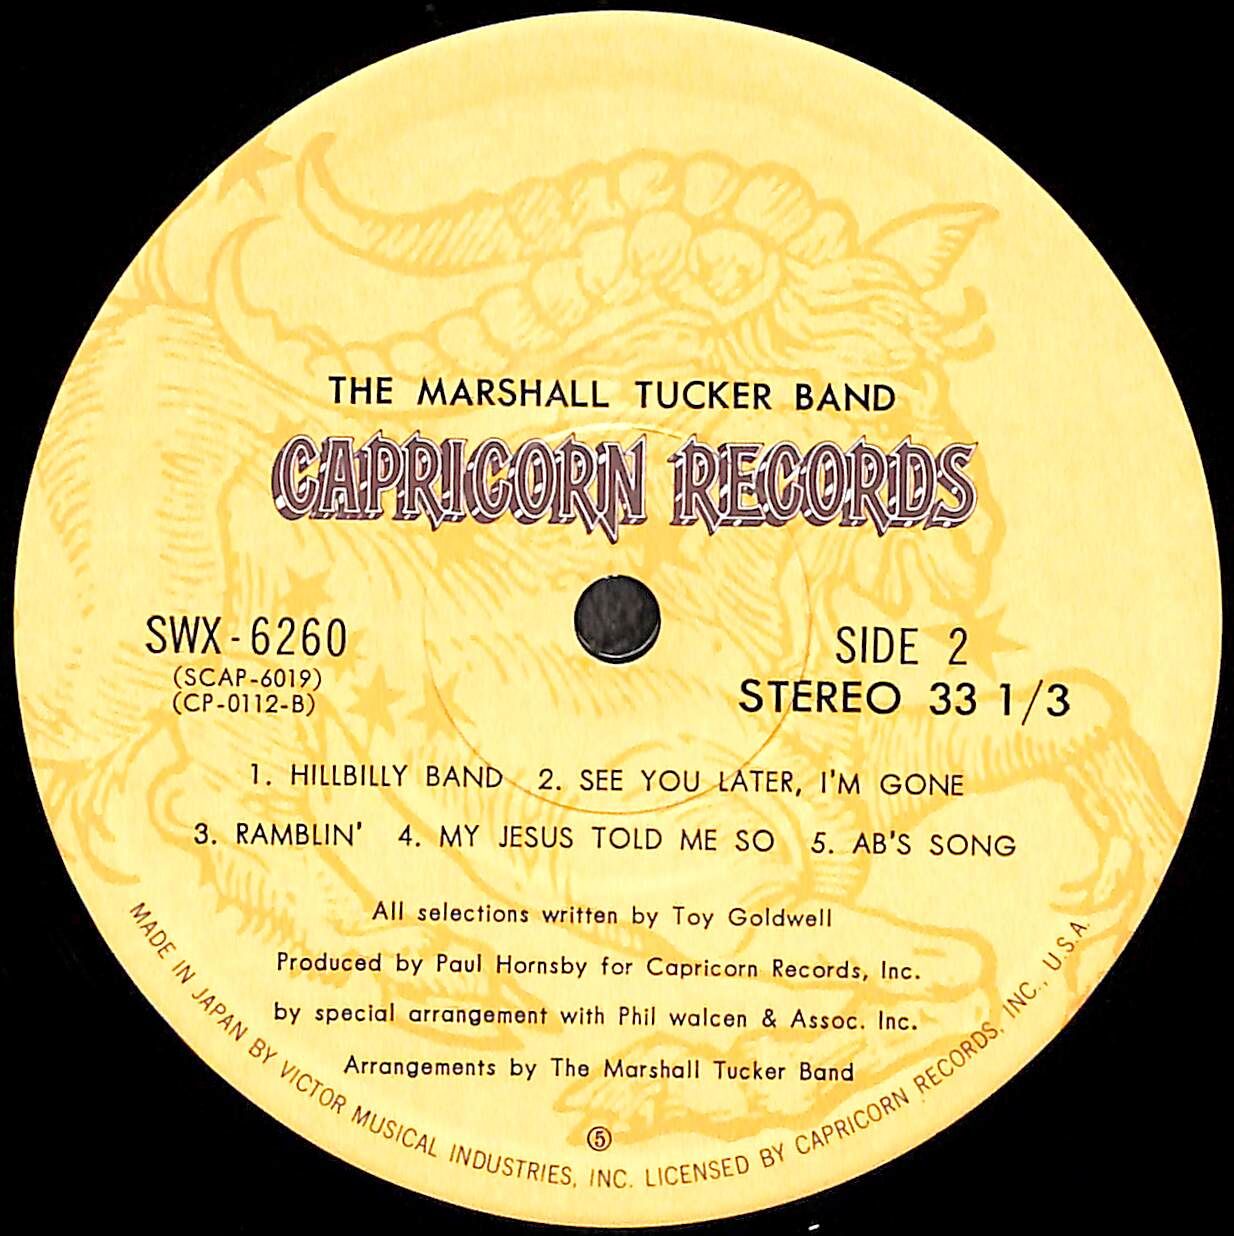 THE MARSHALL TUCKER BAND
CAPRICORN RECORDS
SWX-6260
(SCAP-6019)
(CP-0112-B)
SIDE 2
STEREO 33 1/3
1. HILLBILLY BAND 2. SEE YOU LATER, I'M GONE
3. RAMBLIN' 4. MY JESUS TOLD ME SO 5. AB'S SONG
All selections written by Toy Goldwell
Produced by Paul Hornsby for Capricorn Records, Inc.
by special arrangement with Phil walcen & Assoc. Inc.
Arrangements by The Marshall Tucker Band
⑤
MADE IN JAPAN BY VICTOR MUSICAL INDUSTRIES, INC. LICENSED BY CAPRICORN RECORDS, INC., U.S.A.